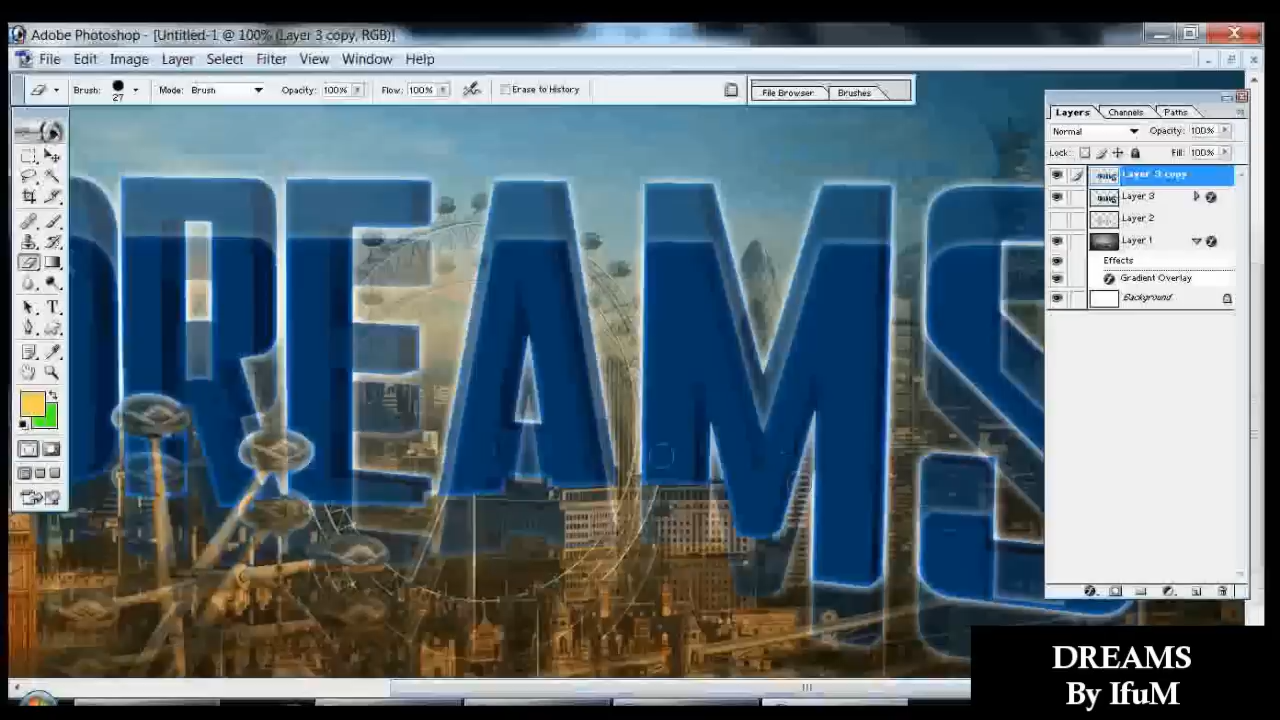 Adobe Photoshop - [Untitled-1 @ 100% (Layer 3 copy, RGB)]
File Edit Image Layer Select Filter View Window Help
Brush: 27 Mode: Brush Opacity: 100% Flow: 100% Erase to History File Browser Brushes
Layers Channels Paths
Normal Opacity: 100%
Lock: Fill: 100%
Layer 3 copy
Layer 3
Layer 2
Layer 1
Effects
Gradient Overlay
Background
DREAMS
DREAMS
By IfuM